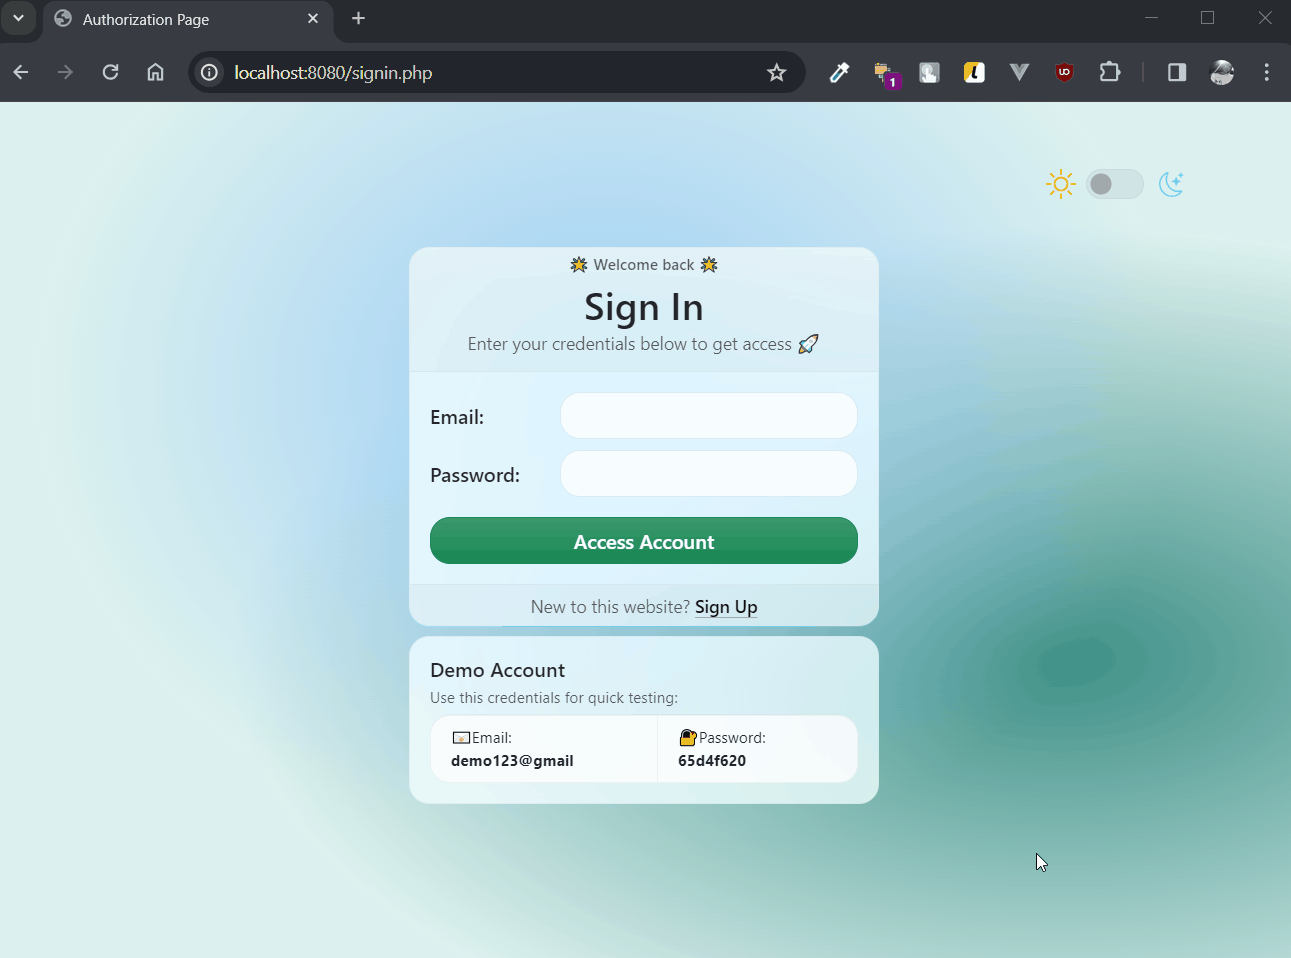 Authorization Page
localhost:8080/signin.php
1
uo
🌟 Welcome back 🌟
Sign In
Enter your credentials below to get access 🚀
Email:
Password:
Access Account
New to this website? Sign Up
Demo Account
Use this credentials for quick testing:
📧Email:
demo123@gmail
🔐Password:
65d4f620